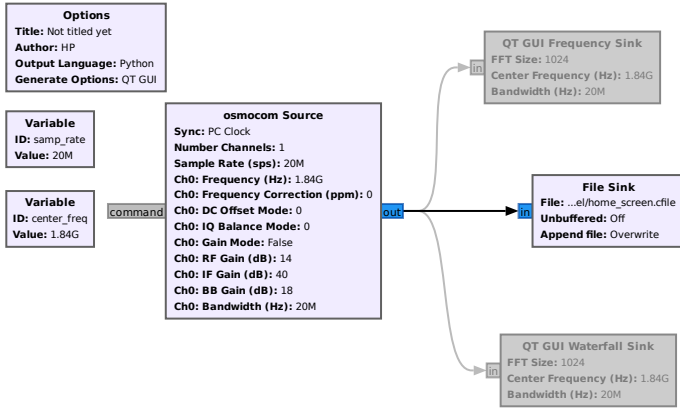 Options
Title: Not titled yet
Author: HP
Output Language: Python
Generate Options: QT GUI
Variable
ID: samp_rate
Value: 20M
Variable
ID: center_freq
Value: 1.84G
command
osmocom Source
Sync: PC Clock
Number Channels: 1
Sample Rate (sps): 20M
Ch0: Frequency (Hz): 1.84G
Ch0: Frequency Correction (ppm): 0
Ch0: DC Offset Mode: 0
Ch0: IQ Balance Mode: 0
Ch0: Gain Mode: False
Ch0: RF Gain (dB): 14
Ch0: IF Gain (dB): 40
Ch0: BB Gain (dB): 18
Ch0: Bandwidth (Hz): 20M
out
in
QT GUI Frequency Sink
FFT Size: 1024
Center Frequency (Hz): 1.84G
Bandwidth (Hz): 20M
in
File Sink
File: ...el/home_screen.cfile
Unbuffered: Off
Append file: Overwrite
in
QT GUI Waterfall Sink
FFT Size: 1024
Center Frequency (Hz): 1.84G
Bandwidth (Hz): 20M